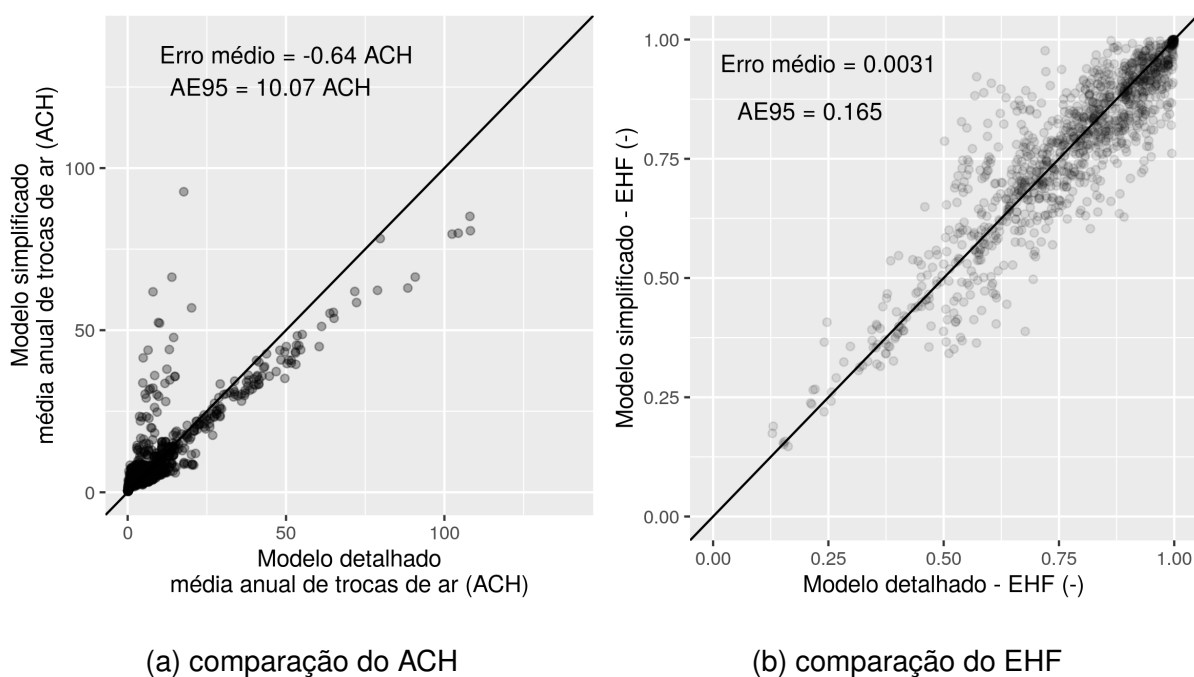 Erro médio = -0.64 ACH
AE95 = 10.07 ACH
Modelo simplificado
média anual de trocas de ar (ACH)
100
50
0
0
50
100
Modelo detalhado
média anual de trocas de ar (ACH)
(a) comparação do ACH
Erro médio = 0.0031
AE95 = 0.165
Modelo simplificado - EHF (-)
1.00
0.75
0.50
0.25
0.00
0.00
0.25
0.50
0.75
1.00
Modelo detalhado - EHF (-)
(b) comparação do EHF